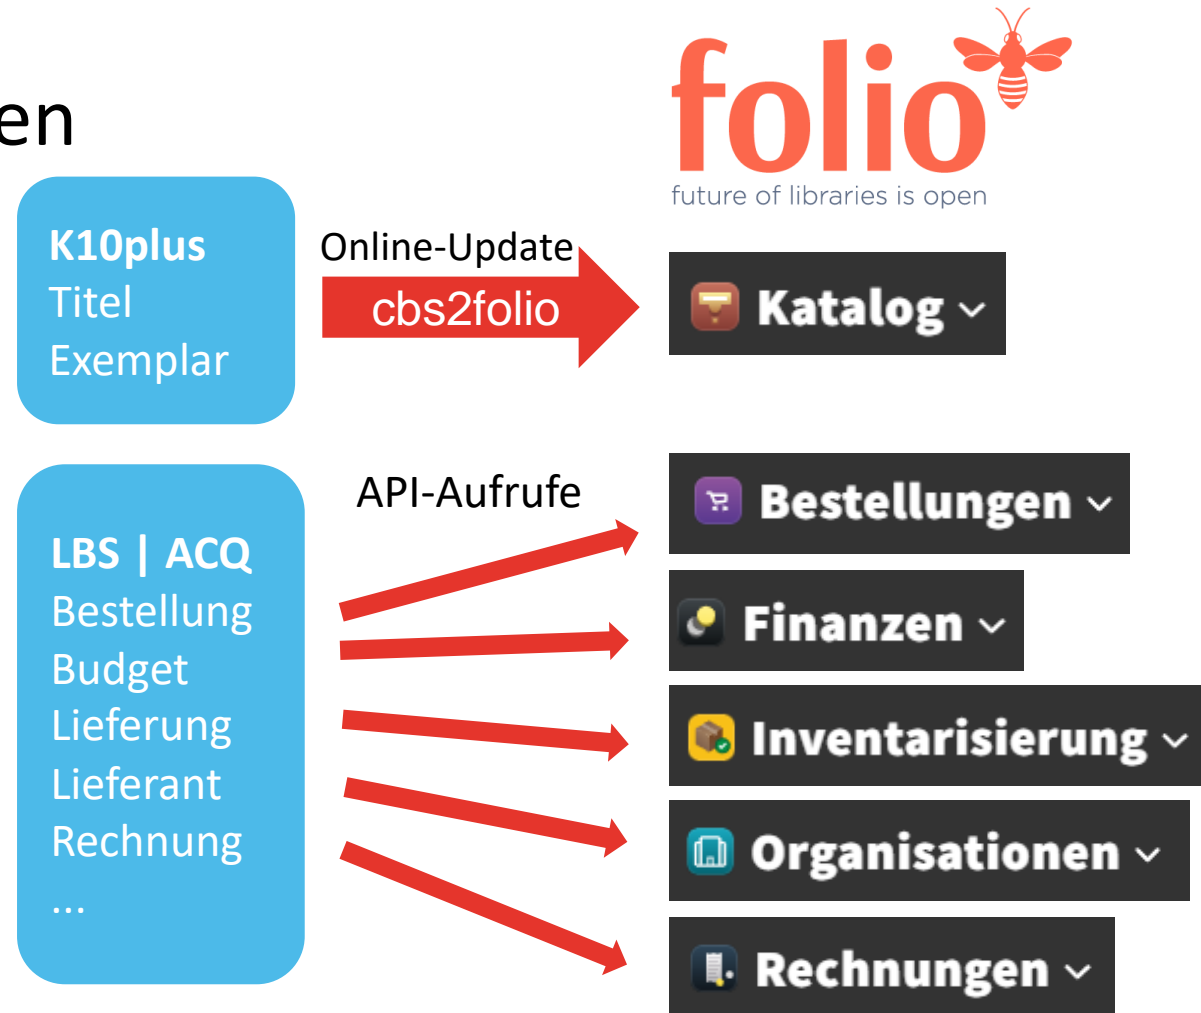 en
folio
future of libraries is open
K10plus
Titel
Exemplar
Online-Update
cbs2folio
Katalog
LBS | ACQ
Bestellung
Budget
Lieferung
Lieferant
Rechnung
...
API-Aufrufe
Bestellungen
Finanzen
Inventarisierung
Organisationen
Rechnungen